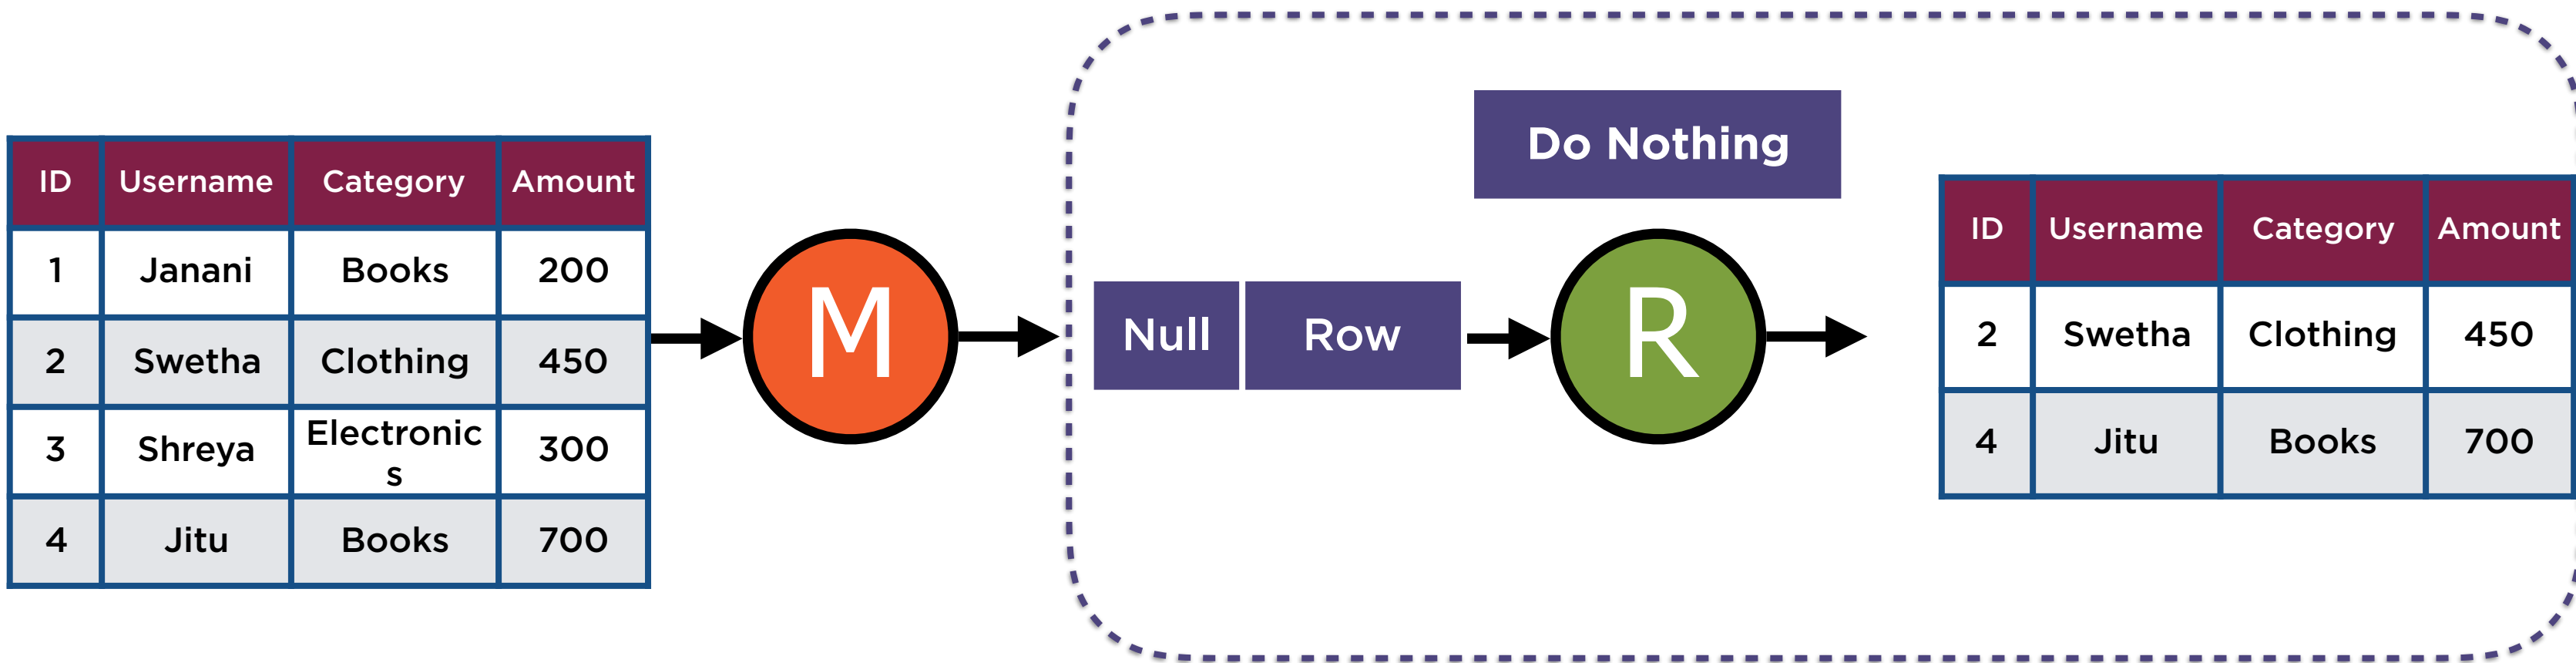 ID Username Category Amount
1 Janani Books 200
2 Swetha Clothing 450
3 Shreya Electronic
s 300
4 Jitu Books 700
M
Null Row
Do Nothing
R
ID Username Category Amount
2 Swetha Clothing 450
4 Jitu Books 700